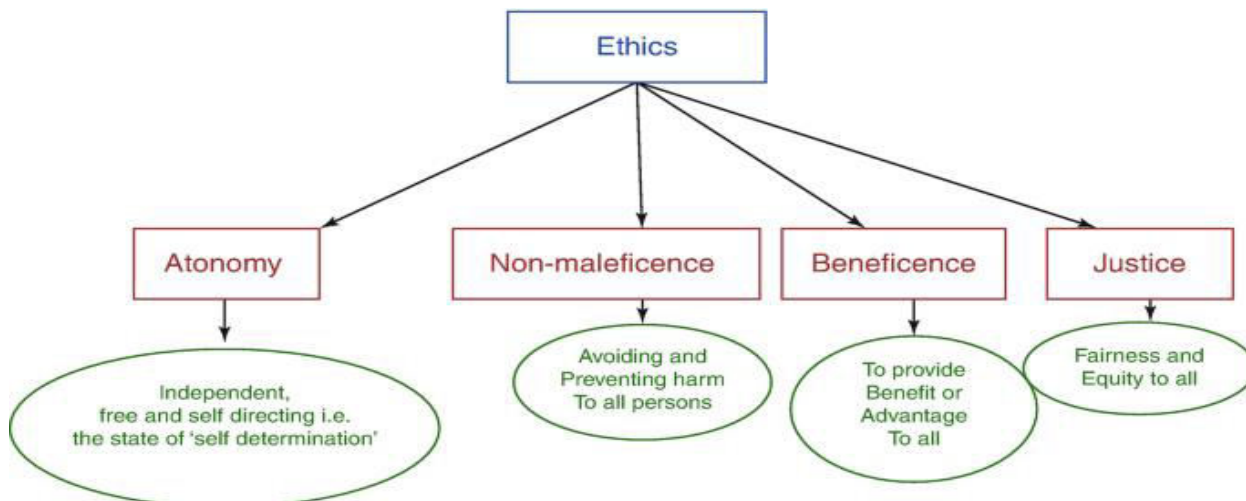 Ethics
Atonomy
Non-maleficence
Beneficence
Justice
Independent,
free and self directing i.e.
the state of 'self determination'
Avoiding and
Preventing harm
To all persons
To provide
Benefit or
Advantage
To all
Fairness and
Equity to all